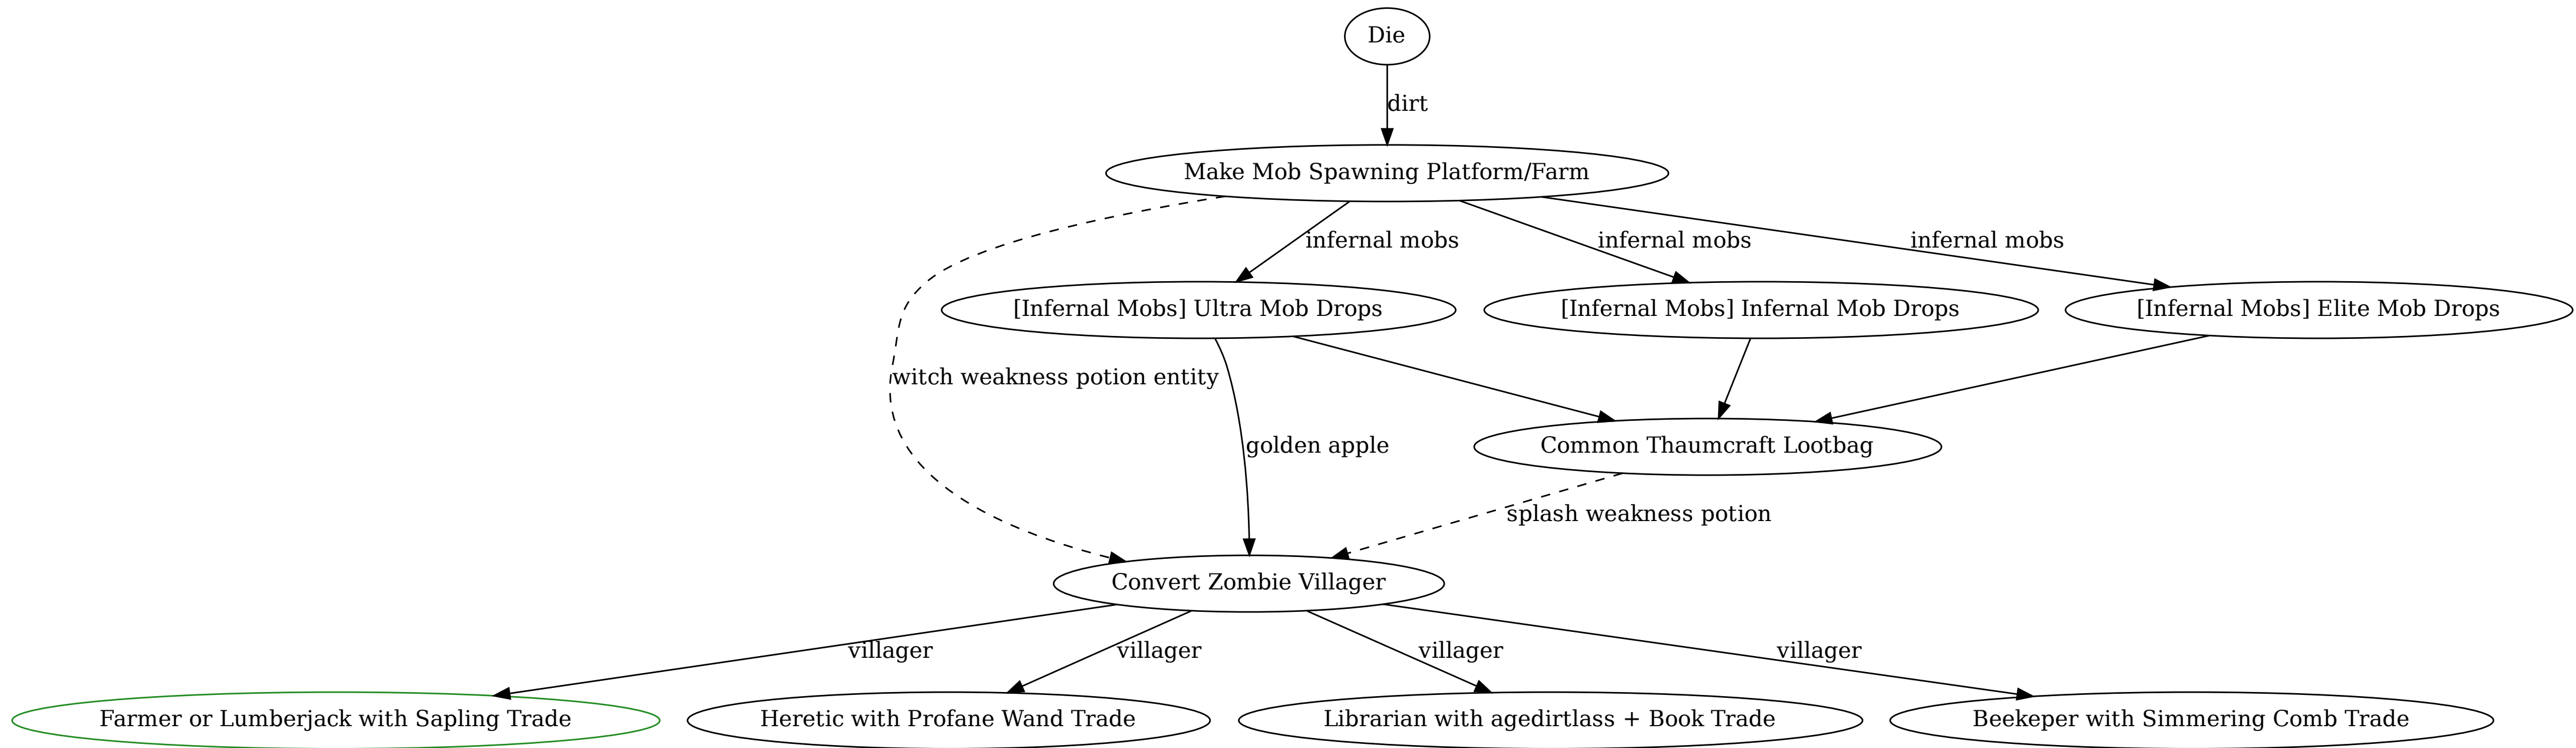 Die
dirt
Make Mob Spawning Platform/Farm
infernal mobs
infernal mobs
infernal mobs
[Infernal Mobs] Ultra Mob Drops
[Infernal Mobs] Infernal Mob Drops
[Infernal Mobs] Elite Mob Drops
witch weakness potion entity
golden apple
Common Thaumcraft Lootbag
splash weakness potion
Convert Zombie Villager
villager
villager
villager
villager
Farmer or Lumberjack with Sapling Trade
Heretic with Profane Wand Trade
Librarian with agedirtlass + Book Trade
Beekeper with Simmering Comb Trade